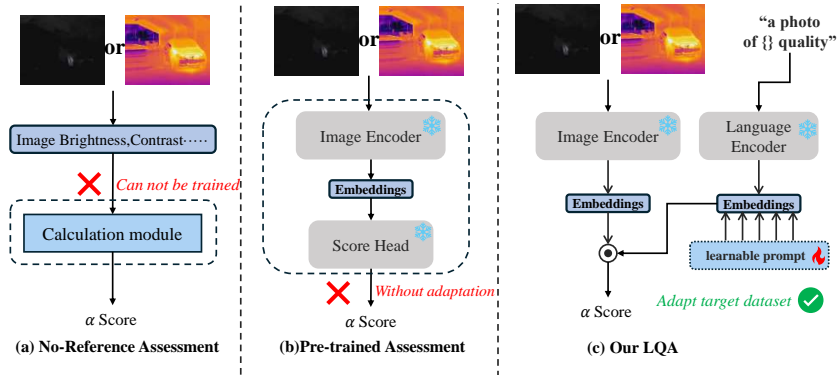 or
Image Brightness,Contrast·····
Can not be trained
Calculation module
α Score
(a) No-Reference Assessment
or
Image Encoder
Embeddings
Score Head
Without adaptation
α Score
(b)Pre-trained Assessment
or
“a photo
of {} quality”
Image Encoder
Language
Encoder
Embeddings
Embeddings
learnable prompt
Adapt target dataset
α Score
(c) Our LQA